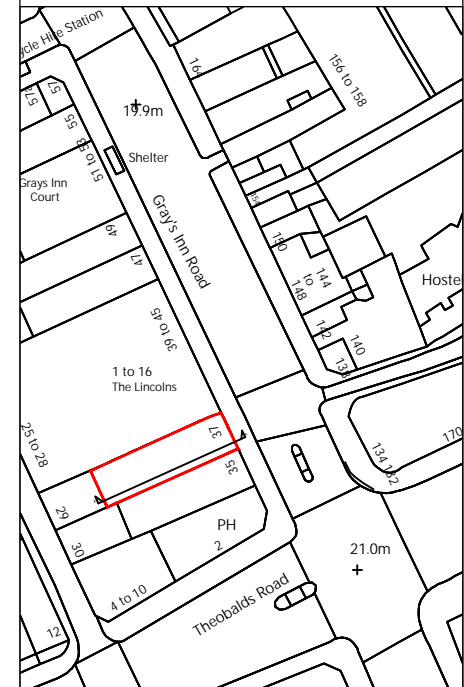 ycle Hire Station
164
156 to 158
57a
57
55
19.9m
51 to 53
Shelter
Grays Inn
Court
49
47
Gray's Inn Road
150
144
to
148
Hoste
142
140
138
39 to 45
1 to 16
The Lincolns
37
35
25 to 28
29
30
170
134
132
PH
2
21.0m
4 to 10
Theobalds Road
12